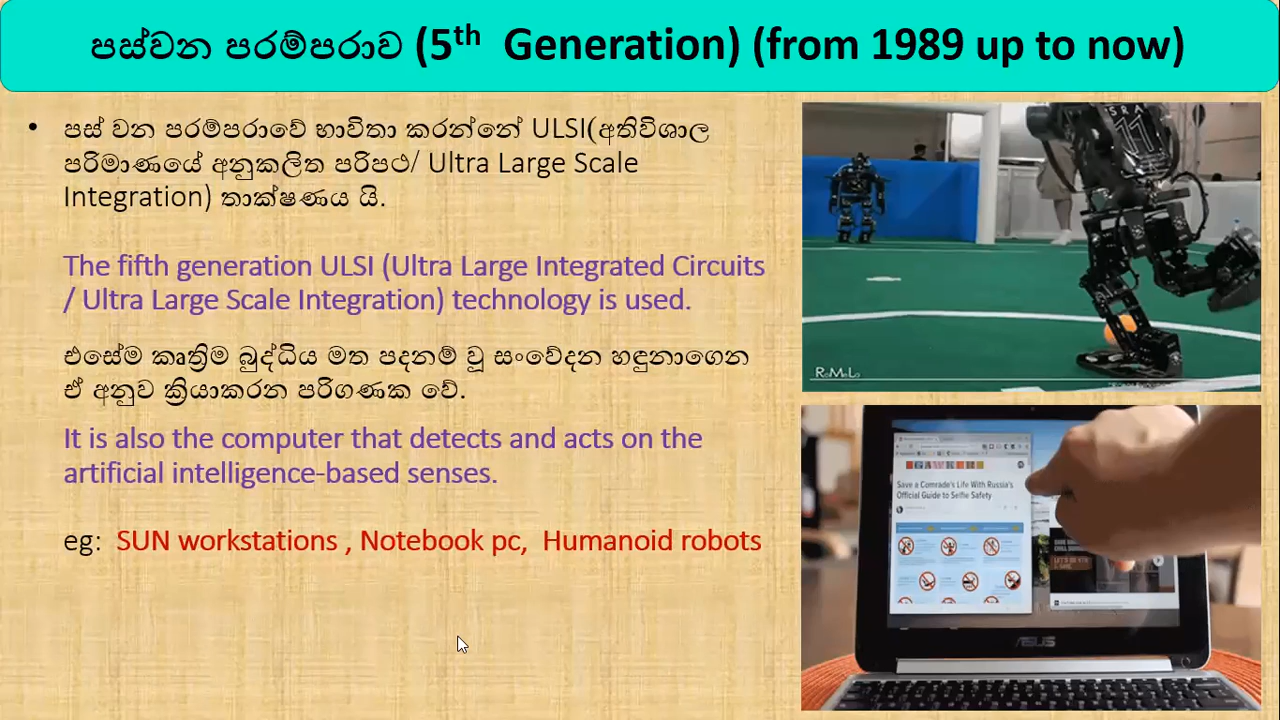 පස්වන පරම්පරාව (5th Generation) (from 1989 up to now)
• පස් වන පරම්පරාවේ භාවිතා කරන්නේ ULSI(අතිවිශාල
පරිමාණයේ අනුකලිත පරිපථ/ Ultra Large Scale
Integration) තාක්ෂණය යි.
The fifth generation ULSI (Ultra Large Integrated Circuits
/ Ultra Large Scale Integration) technology is used.
එසේම කෘත්‍රිම බුද්ධිය මත පදනම් වූ සංවේදන හඳුනාගෙන
ඒ අනුව ක්‍රියාකරන පරිගණක වේ.
It is also the computer that detects and acts on the
artificial intelligence-based senses.
eg: SUN workstations , Notebook pc, Humanoid robots
11
RoMeLa
Save a Comrade's Life With Russia's
Official Guide to Selfie Safety
ASUS